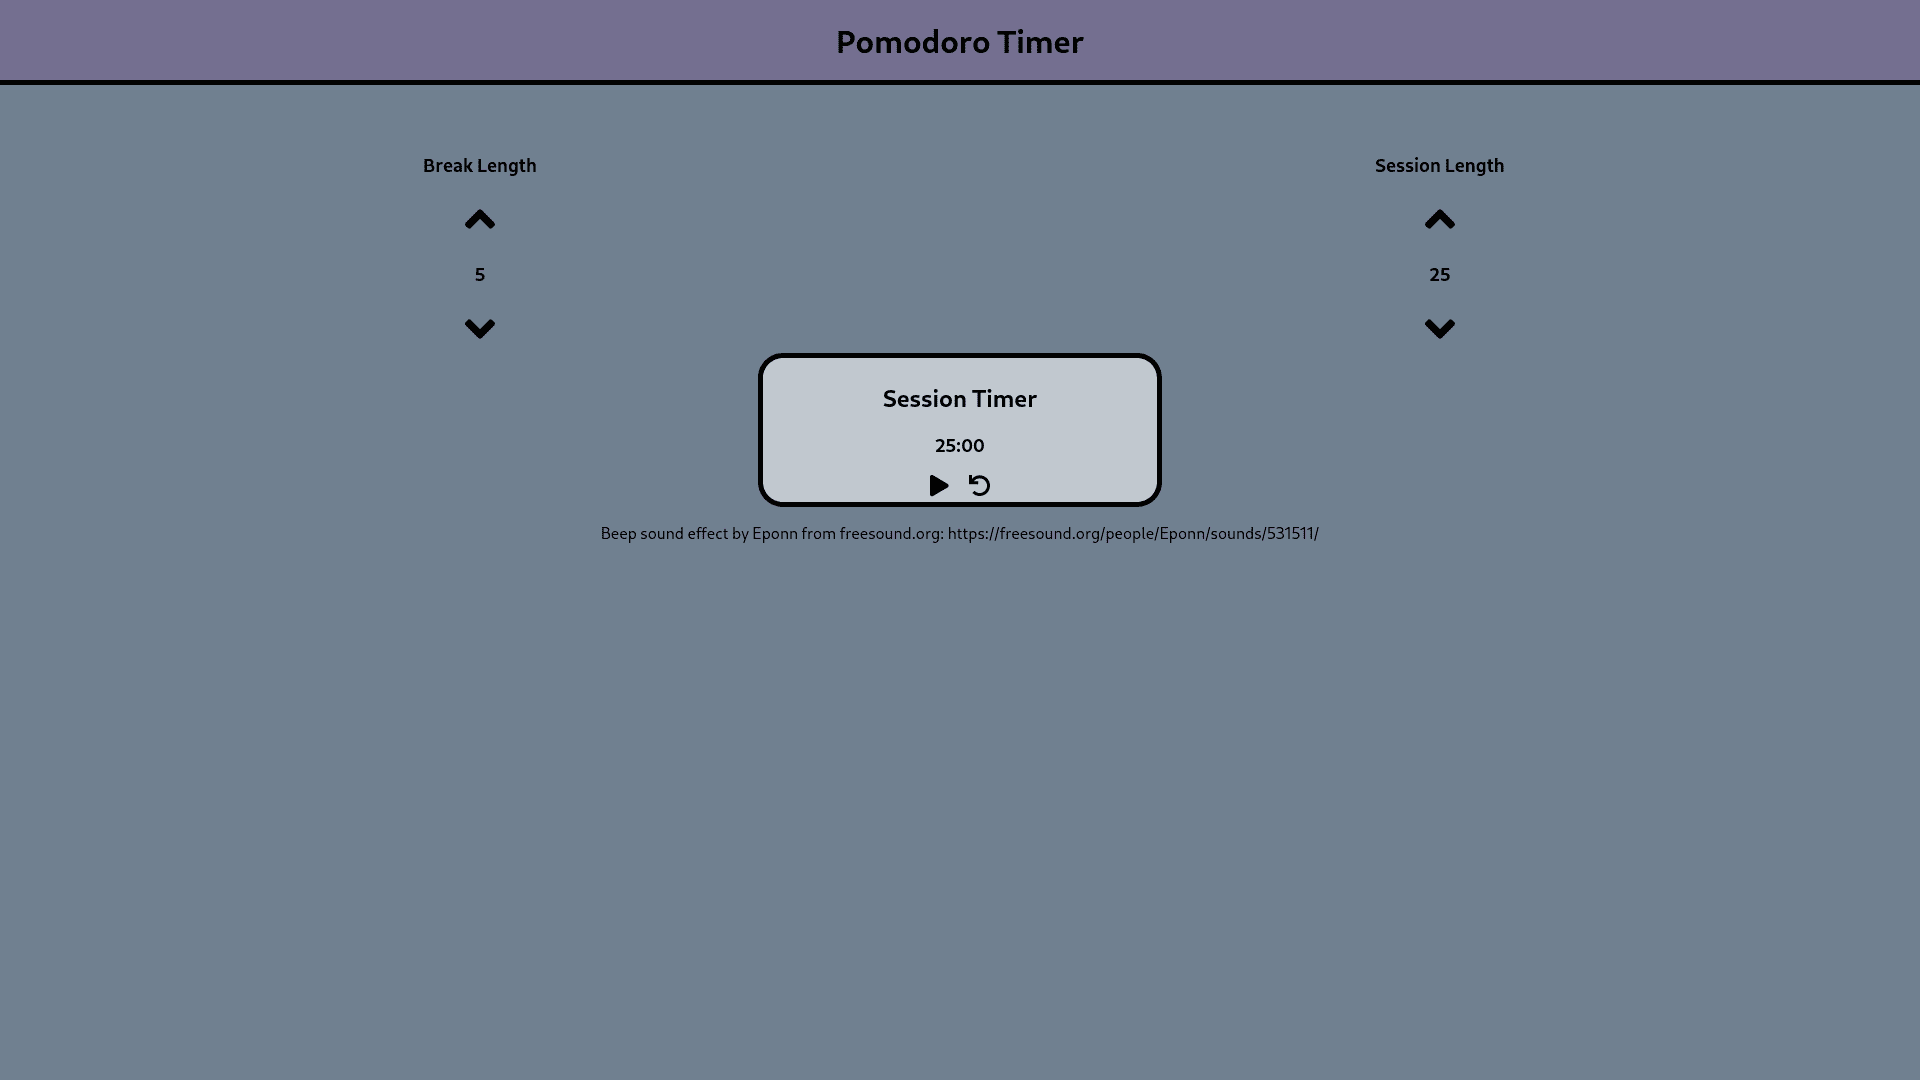 Pomodoro Timer
Break Length
5
Session Length
25
Session Timer
25:00
Beep sound effect by Eponn from freesound.org: https://freesound.org/people/Eponn/sounds/531511/